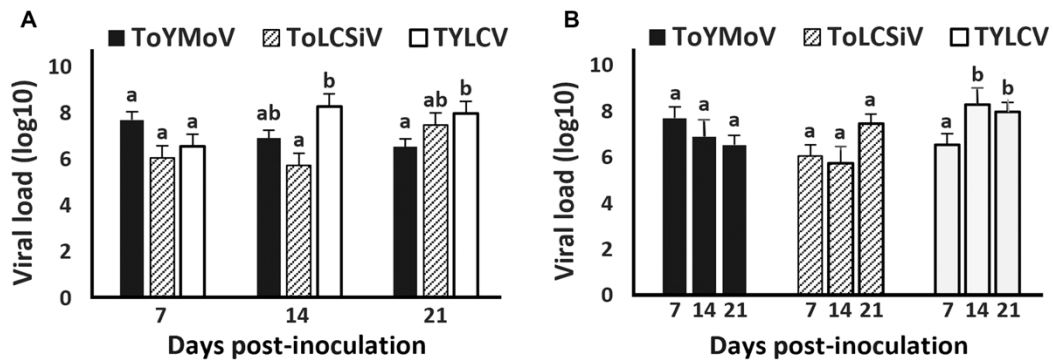 A
ToYMoV ToLCSiV TYLCV
10
8
6
4
2
0
Viral load (log10)
a a a
ab a b
a ab b
7 14 21
Days post-inoculation
B
ToYMoV ToLCSiV TYLCV
10
8
6
4
2
0
Viral load (log10)
a a a
a a a
a b b
7 14 21 7 14 21 7 14 21
Days post-inoculation